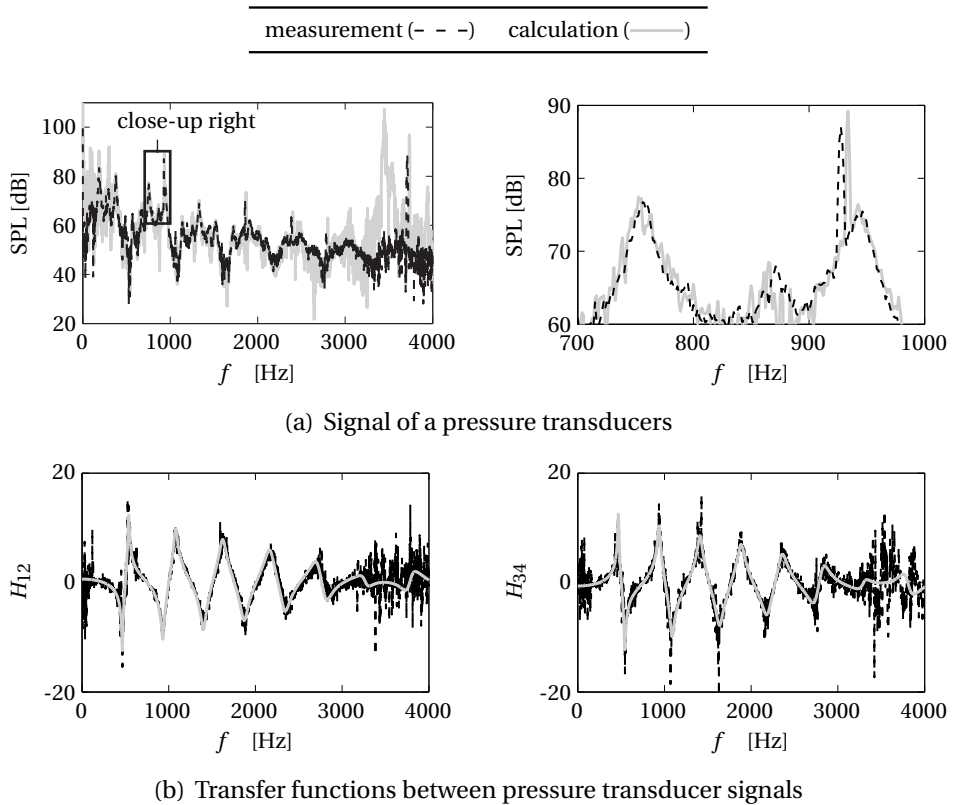 measurement (- - -) calculation (——)
close-up right
SPL [dB]
100
80
60
40
20
0 1000 2000 3000 4000
f [Hz]
SPL [dB]
90
80
70
60
700 800 900 1000
f [Hz]
(a) Signal of a pressure transducers
H12
20
0
-20
0 1000 2000 3000 4000
f [Hz]
H34
20
0
-20
0 1000 2000 3000 4000
f [Hz]
(b) Transfer functions between pressure transducer signals